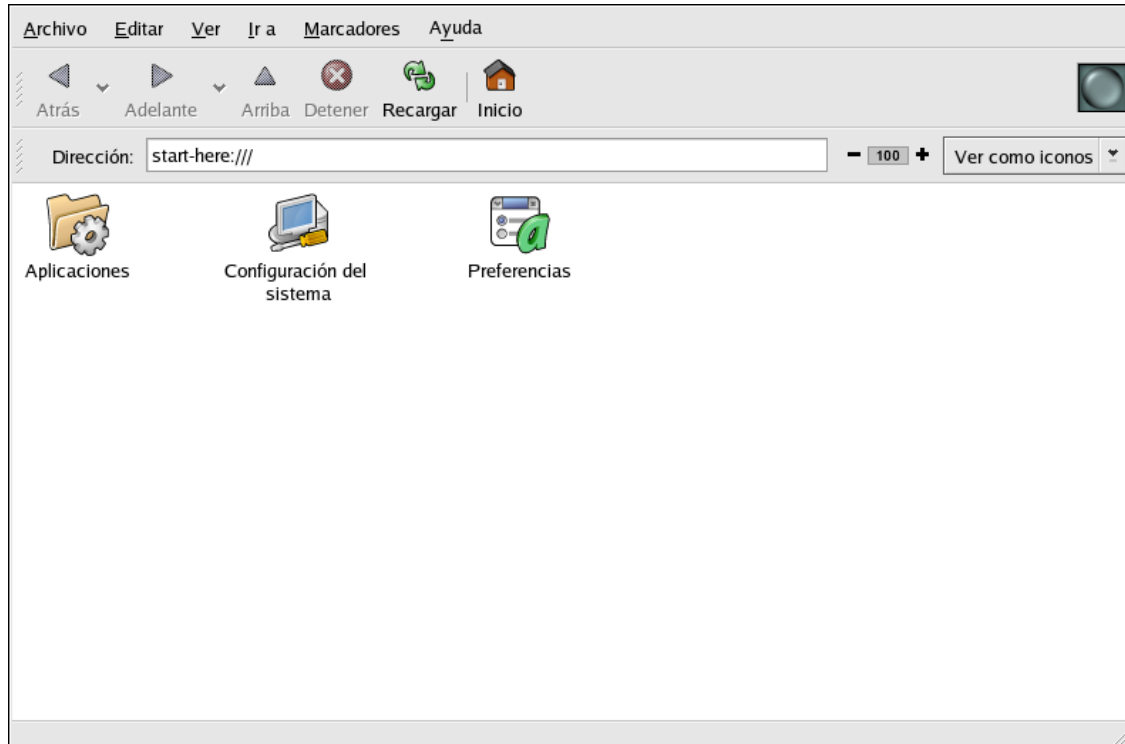 Archivo Editar Ver Ir a Marcadores Ayuda
Atrás Adelante Arriba Detener Recargar Inicio
Dirección: start-here:/// 100 Ver como iconos
Aplicaciones
Configuración del
sistema
Preferencias